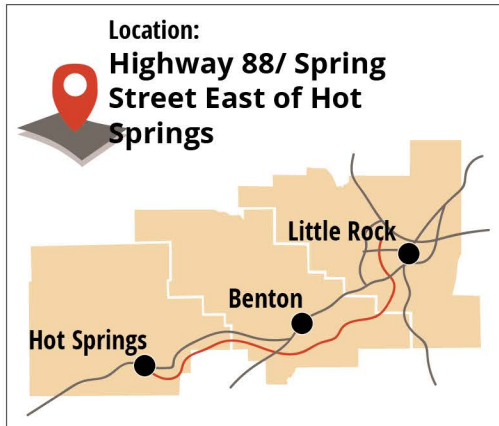 Location:
Highway 88/ Spring
Street East of Hot
Springs
Little Rock
Benton
Hot Springs